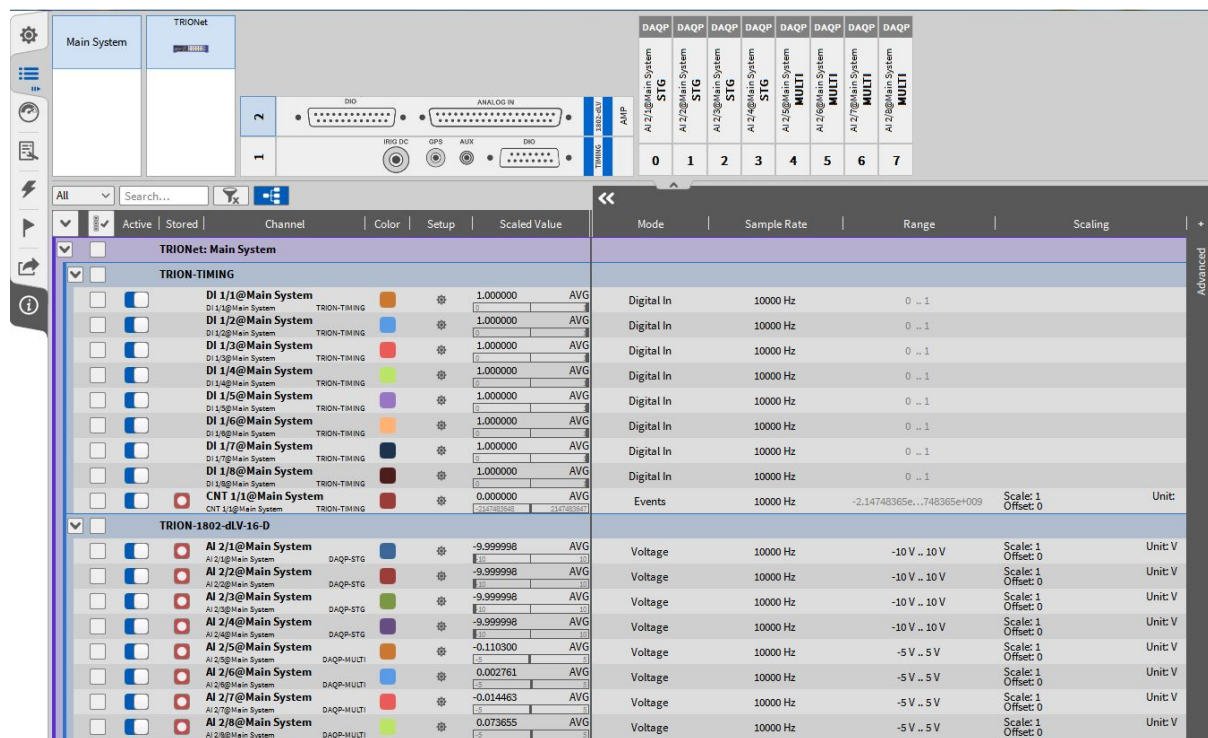 Main System
TRIONet
DAQP DAQP DAQP DAQP DAQP DAQP DAQP DAQP
AI 2/1@Main System
STG
AI 2/2@Main System
STG
AI 2/3@Main System
STG
AI 2/4@Main System
STG
AI 2/5@Main System
MULTI
AI 2/6@Main System
MULTI
AI 2/7@Main System
MULTI
AI 2/8@Main System
MULTI
0 1 2 3 4 5 6 7
2
DIO
ANALOG IN
1802-dLV
AMP
1
IRIG DC
GPS
AUX
DIO
TIMING
All
Search...
Active Stored Channel Color Setup Scaled Value Mode Sample Rate Range Scaling +
Advanced
TRIONet: Main System
TRION-TIMING
DI 1/1@Main System 1.000000 AVG Digital In 10000 Hz 0 .. 1
DI 1/1@Main System TRION-TIMING 0
DI 1/2@Main System 1.000000 AVG Digital In 10000 Hz 0 .. 1
DI 1/2@Main System TRION-TIMING 0
DI 1/3@Main System 1.000000 AVG Digital In 10000 Hz 0 .. 1
DI 1/3@Main System TRION-TIMING 0
DI 1/4@Main System 1.000000 AVG Digital In 10000 Hz 0 .. 1
DI 1/4@Main System TRION-TIMING 0
DI 1/5@Main System 1.000000 AVG Digital In 10000 Hz 0 .. 1
DI 1/5@Main System TRION-TIMING 0
DI 1/6@Main System 1.000000 AVG Digital In 10000 Hz 0 .. 1
DI 1/6@Main System TRION-TIMING 0
DI 1/7@Main System 1.000000 AVG Digital In 10000 Hz 0 .. 1
DI 1/7@Main System TRION-TIMING 0
DI 1/8@Main System 1.000000 AVG Digital In 10000 Hz 0 .. 1
DI 1/8@Main System TRION-TIMING 0
CNT 1/1@Main System 0.000000 AVG Events 10000 Hz -2.14748365e...748365e+009 Scale: 1 Unit:
CNT 1/1@Main System TRION-TIMING -2147483648 2147483647 Offset: 0
TRION-1802-dLV-16-D
AI 2/1@Main System -9.999998 AVG Voltage 10000 Hz -10 V .. 10 V Scale: 1 Unit: V
AI 2/1@Main System DAQP-STG -10 10 Offset: 0
AI 2/2@Main System -9.999998 AVG Voltage 10000 Hz -10 V .. 10 V Scale: 1 Unit: V
AI 2/2@Main System DAQP-STG -10 10 Offset: 0
AI 2/3@Main System -9.999998 AVG Voltage 10000 Hz -10 V .. 10 V Scale: 1 Unit: V
AI 2/3@Main System DAQP-STG -10 10 Offset: 0
AI 2/4@Main System -9.999998 AVG Voltage 10000 Hz -10 V .. 10 V Scale: 1 Unit: V
AI 2/4@Main System DAQP-STG -10 10 Offset: 0
AI 2/5@Main System -0.110300 AVG Voltage 10000 Hz -5 V .. 5 V Scale: 1 Unit: V
AI 2/5@Main System DAQP-MULTI -5 5 Offset: 0
AI 2/6@Main System 0.002761 AVG Voltage 10000 Hz -5 V .. 5 V Scale: 1 Unit: V
AI 2/6@Main System DAQP-MULTI -5 5 Offset: 0
AI 2/7@Main System -0.014463 AVG Voltage 10000 Hz -5 V .. 5 V Scale: 1 Unit: V
AI 2/7@Main System DAQP-MULTI -5 5 Offset: 0
AI 2/8@Main System 0.073655 AVG Voltage 10000 Hz -5 V .. 5 V Scale: 1 Unit: V
AI 2/8@Main System DAQP-MULTI -5 5 Offset: 0